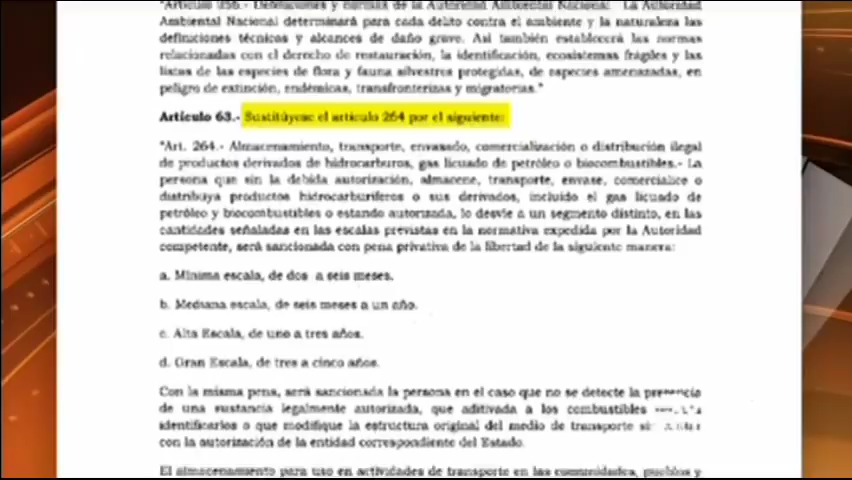 "Artículo 256.- Definiciones y normas de la Autoridad Ambiental Nacional.- La Autoridad
Ambiental Nacional determinará para cada delito contra el ambiente y la naturaleza las
definiciones técnicas y alcances de daño grave. Así también establecerá las normas
relacionadas con el derecho de restauración, la identificación, ecosistemas frágiles y las
listas de las especies de flora y fauna silvestres protegidas, de especies amenazadas, en
peligro de extinción, endémicas, transfronterizas y migratorias."
Artículo 63.- Sustitúyese el artículo 264 por el siguiente:
"Art. 264.- Almacenamiento, transporte, envasado, comercialización o distribución ilegal
de productos derivados de hidrocarburos, gas licuado de petróleo o biocombustibles.- La
persona que sin la debida autorización, almacene, transporte, envase, comercialice o
distribuya productos hidrocarburíferos o sus derivados, incluido el gas licuado de
petróleo y biocombustibles o estando autorizada, lo desvíe a un segmento distinto, en las
cantidades señaladas en las escalas previstas en la normativa expedida por la Autoridad
competente, será sancionada con pena privativa de la libertad de la siguiente manera:
a. Mínima escala, de dos a seis meses.
b. Mediana escala, de seis meses a un año.
c. Alta Escala, de uno a tres años.
d. Gran Escala, de tres a cinco años.
Con la misma pena, será sancionada la persona en el caso que no se detecte la presencia
de una sustancia legalmente autorizada, que aditivada a los combustibles
identificarlos o que modifique la estructura original del medio de transporte sin
con la autorización de la entidad correspondiente del Estado.
El almacenamiento para uso en actividades de transporte en las comunidades, pueblos y